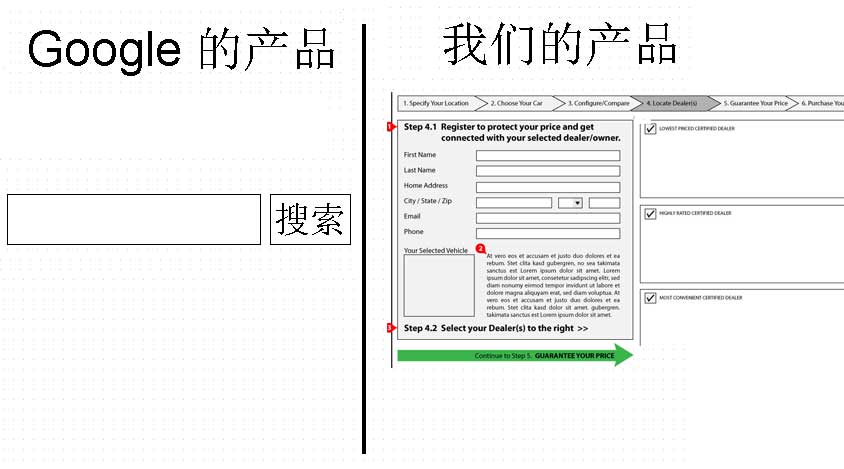 Google 的产品
搜索
我们的产品
1. Specify Your Location
2. Choose Your Car
3. Configure/Compare
4. Locate Dealer(s)
5. Guarantee Your Price
6. Purchase You
1
Step 4.1 Register to protect your price and get
connected with your selected dealer/owner.
First Name
Last Name
Home Address
City / State / Zip
Email
Phone
Your Selected Vehicle
2
At vero eos et accusam et justo duo dolores et ea
rebum. Stet clita kasd gubergren, no sea takimata
sanctus est Lorem ipsum dolor sit amet. Lorem
ipsum dolor sit amet, consetetur sadipscing elitr, sed
diam nonumy eirmod tempor invidunt ut labore et
dolore magna aliquyam erat, sed diam voluptua. At
vero eos et accusam et justo duo dolores et ea
rebum. Stet clita kasd dolor sit amet. gubergren.
takimata sanctus est Lorem ipsum dolor sit amet.
3
Step 4.2 Select your Dealer(s) to the right >>
Continue to Step 5. GUARANTEE YOUR PRICE
LOWEST PRICED CERTIFIED DEALER
HIGHLY RATED CERTIFIED DEALER
MOST CONVENIENT CERTIFIED DEALER